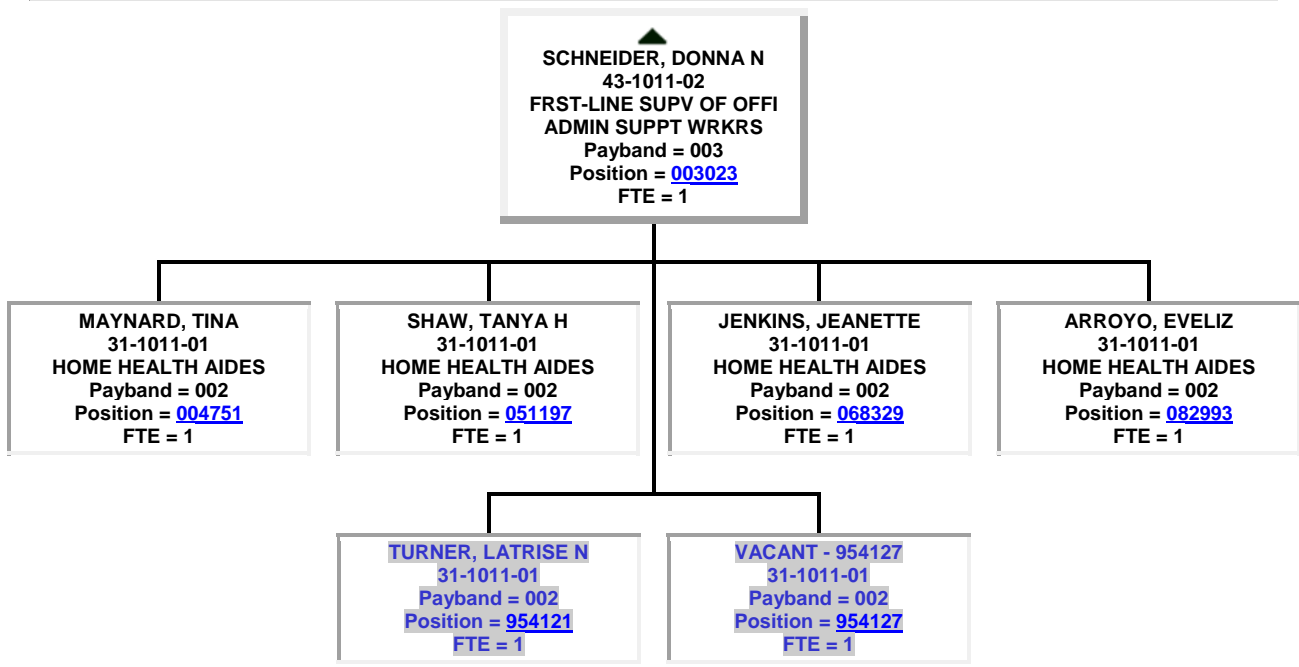 SCHNEIDER, DONNA N
43-1011-02
FRST-LINE SUPV OF OFFI
ADMIN SUPPT WRKRS
Payband = 003
Position = 003023
FTE = 1
MAYNARD, TINA
31-1011-01
HOME HEALTH AIDES
Payband = 002
Position = 004751
FTE = 1
SHAW, TANYA H
31-1011-01
HOME HEALTH AIDES
Payband = 002
Position = 051197
FTE = 1
JENKINS, JEANETTE
31-1011-01
HOME HEALTH AIDES
Payband = 002
Position = 068329
FTE = 1
ARROYO, EVELIZ
31-1011-01
HOME HEALTH AIDES
Payband = 002
Position = 082993
FTE = 1
TURNER, LATRISE N
31-1011-01
Payband = 002
Position = 954121
FTE = 1
VACANT - 954127
31-1011-01
Payband = 002
Position = 954127
FTE = 1